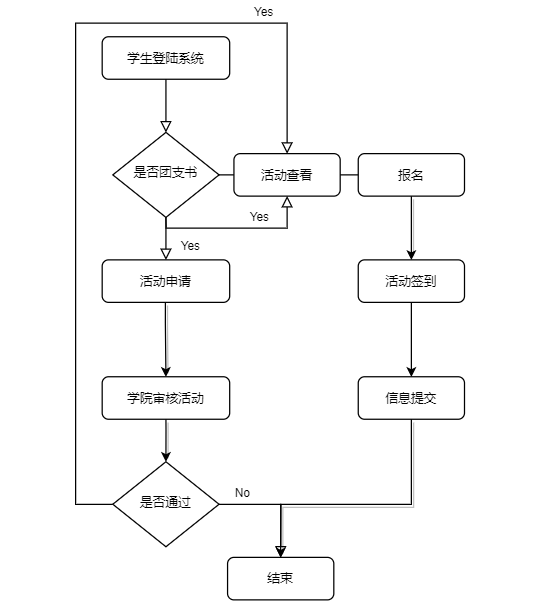 Yes
学生登陆系统
是否团支书
活动查看
报名
Yes
Yes
活动申请
活动签到
学院审核活动
信息提交
是否通过
No
结束